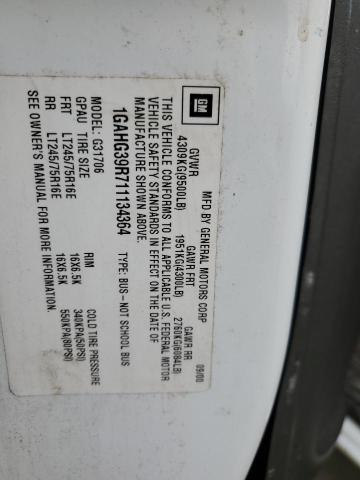 GM
MFD BY GENERAL MOTORS CORP
09/00
GVWR GAWR FRT GAWR RR
4309KG(9500LB) 1951KG(4300LB) 2760KG(6084LB)
THIS VEHICLE CONFORMS TO ALL APPLICABLE U.S. FEDERAL MOTOR
VEHICLE SAFETY STANDARDS IN EFFECT ON THE DATE OF
MANUFACTURE SHOWN ABOVE.
1GAHG39R711134364 TYPE: BUS-NOT SCHOOL BUS
MODEL: G31706
GPAU TIRE SIZE RIM COLD TIRE PRESSURE
FRT LT245/75R16E 16X6.5K 340KPA(50PSI)
RR LT245/75R16E 16X6.5K 550KPA(80PSI)
SEE OWNER'S MANUAL FOR MORE INFORMATION.